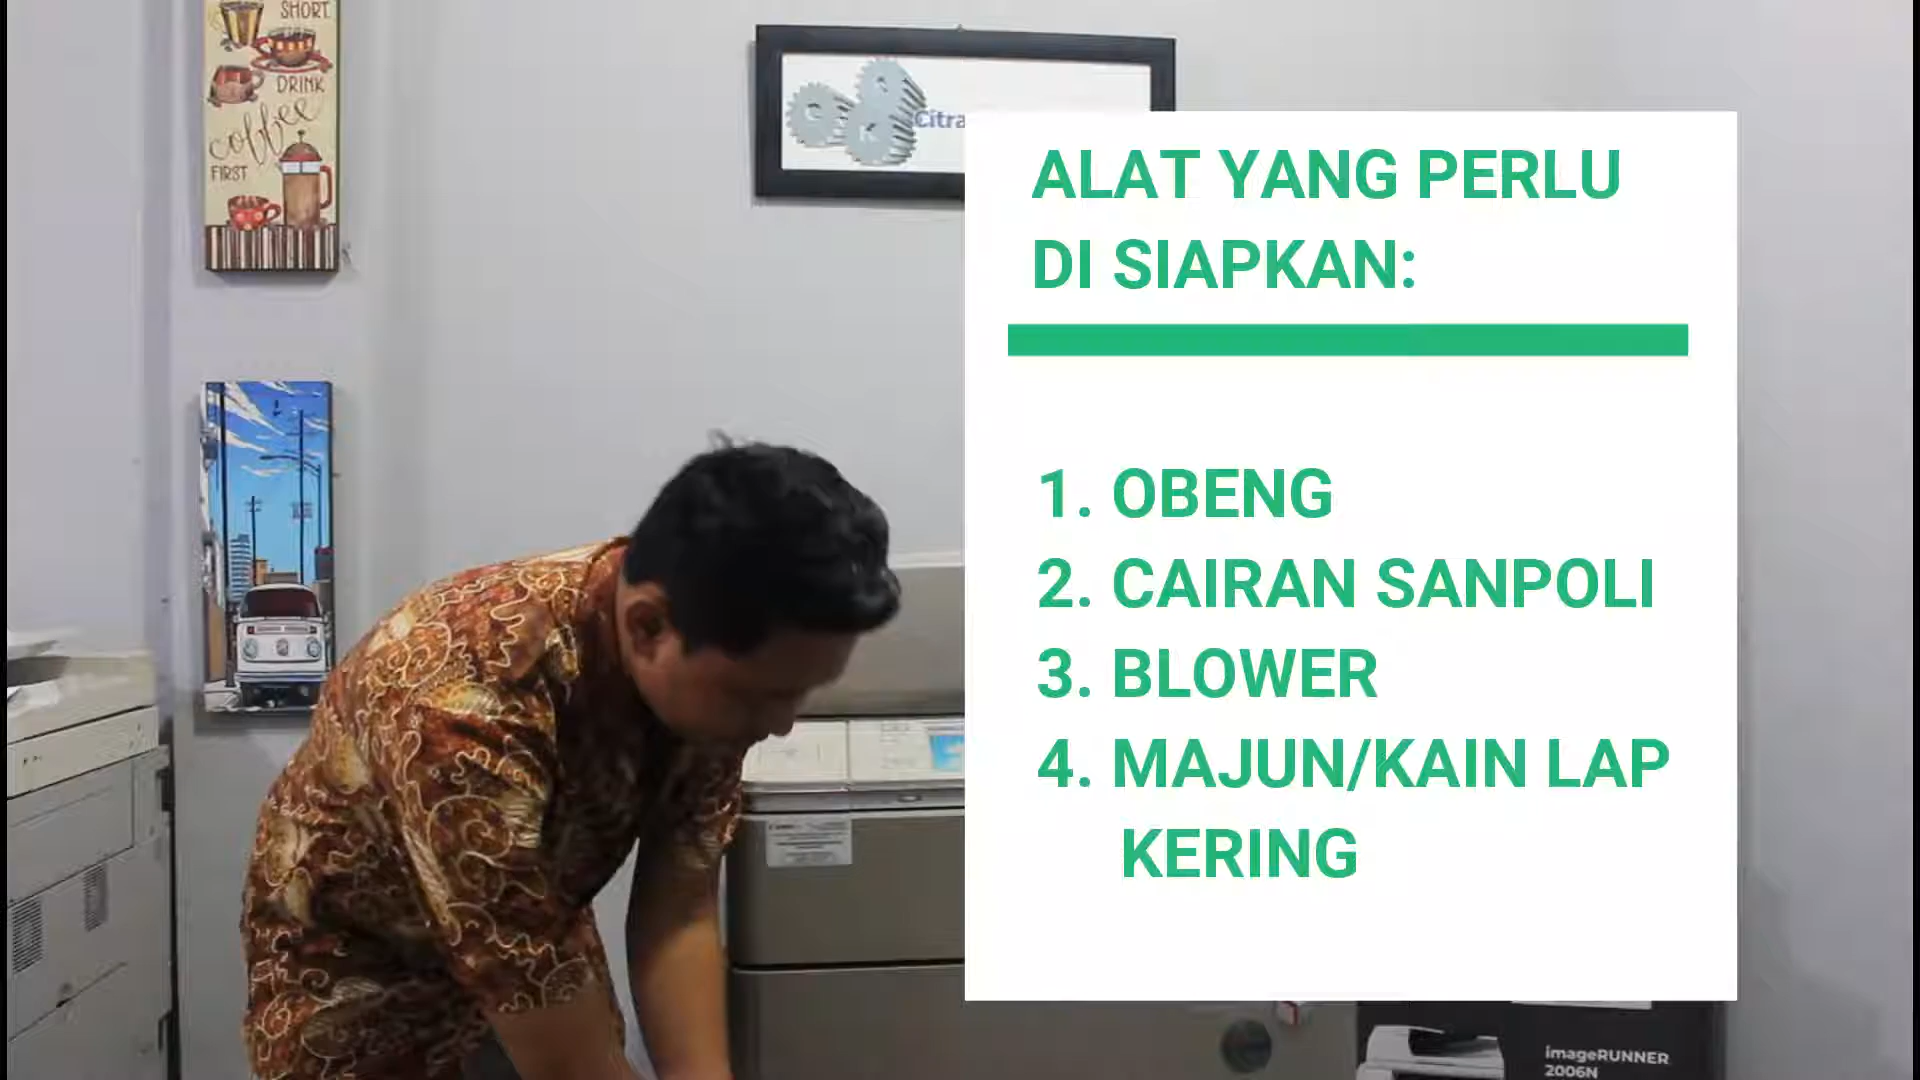 SHORT.
DRINK
coffee
FIRST
Citra
ALAT YANG PERLU
DI SIAPKAN:
1. OBENG
2. CAIRAN SANPOLI
3. BLOWER
4. MAJUN/KAIN LAP
KERING
imageRUNNER
2006N